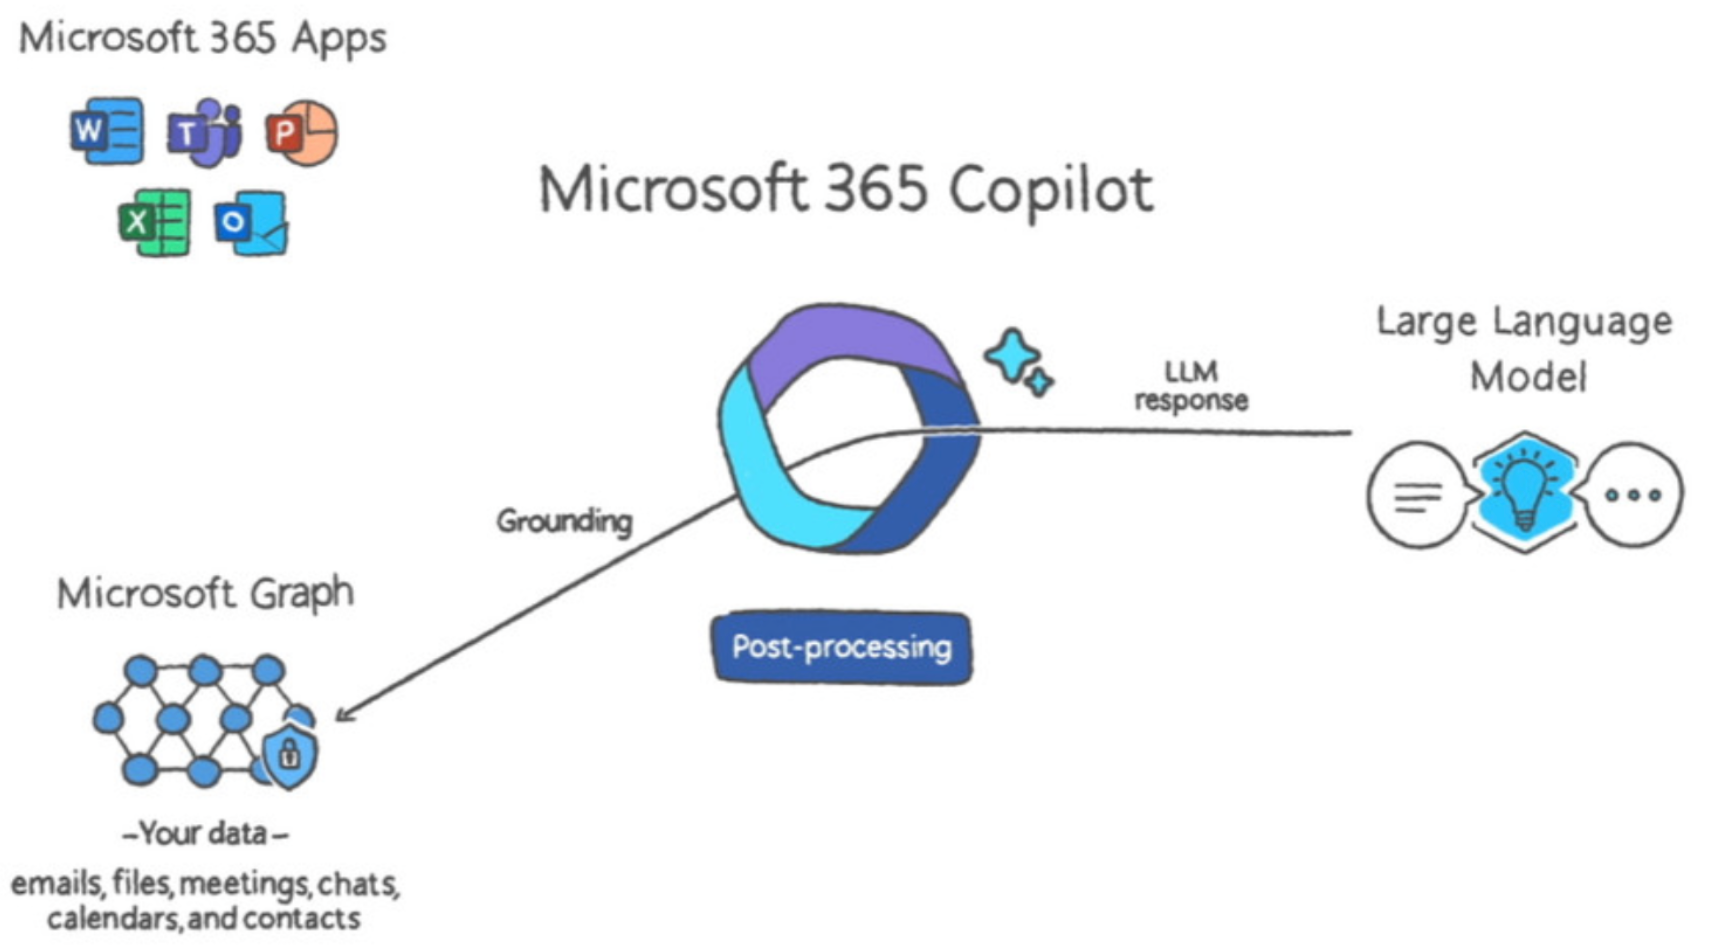 Microsoft 365 Apps
W
T
P
X
O
Microsoft 365 Copilot
Large Language
Model
LLM
response
Grounding
Microsoft Graph
Post-processing
-Your data-
emails, files, meetings, chats,
calendars, and contacts